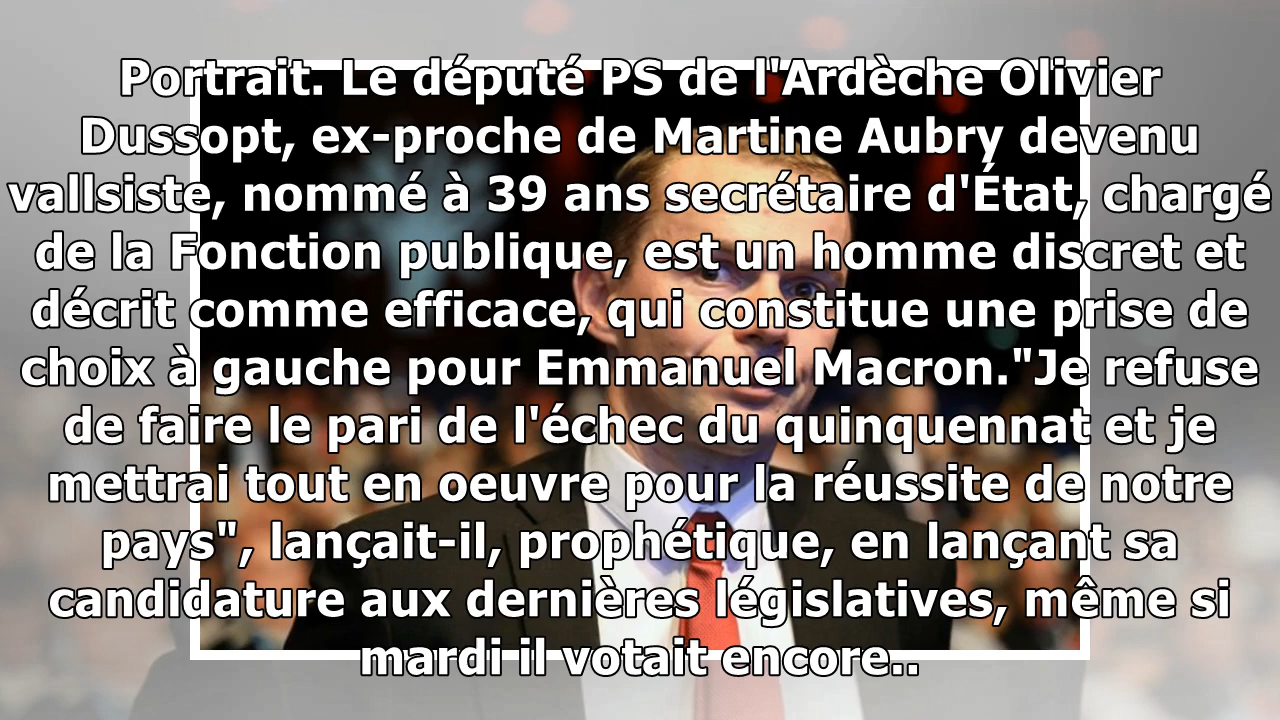 Portrait. Le député PS de l'Ardèche Olivier
Dussopt, ex-proche de Martine Aubry devenu
vallsiste, nommé à 39 ans secrétaire d'État, chargé
de la Fonction publique, est un homme discret et
décrit comme efficace, qui constitue une prise de
choix à gauche pour Emmanuel Macron."Je refuse
de faire le pari de l'échec du quinquennat et je
mettrai tout en oeuvre pour la réussite de notre
pays", lançait-il, prophétique, en lançant sa
candidature aux dernières législatives, même si
mardi il votait encore..